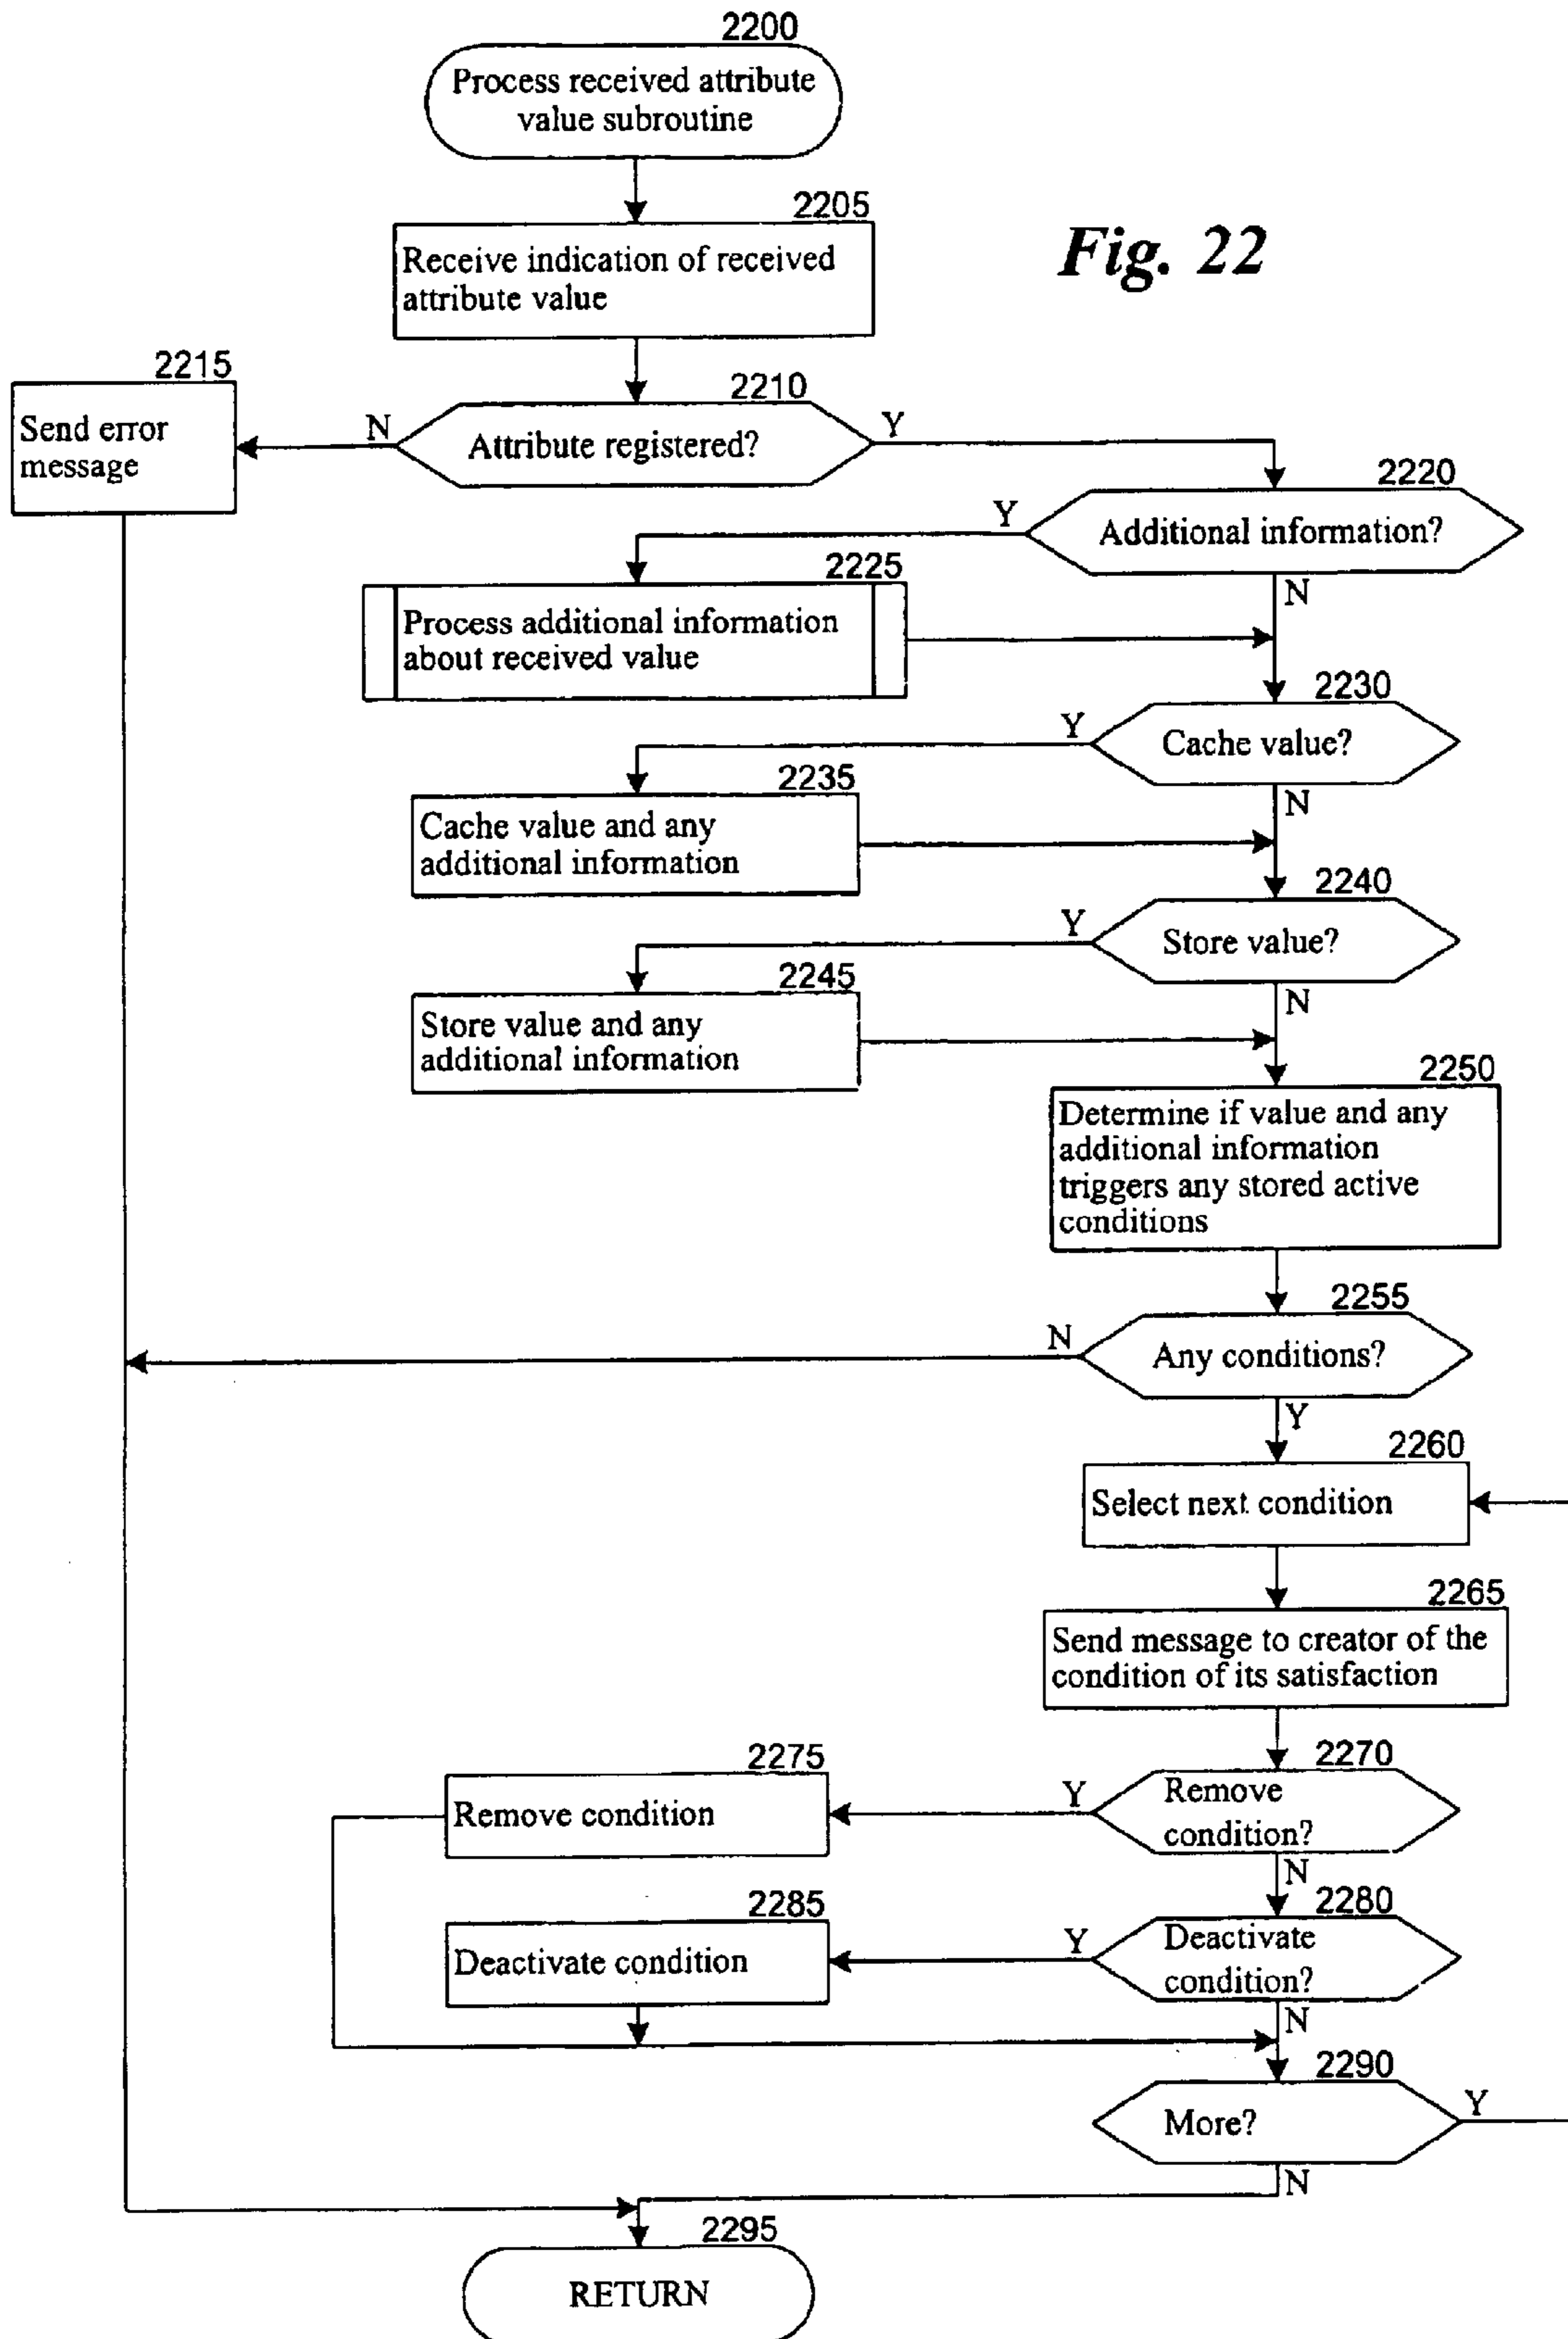 2200
Process received attribute
value subroutine
2205
Receive indication of received
attribute value
Fig. 22
2215
Send error
message
N
2210
Attribute registered?
Y
2220
Additional information?
Y
N
2225
Process additional information
about received value
2230
Cache value?
Y
N
2235
Cache value and any
additional information
2240
Store value?
Y
N
2245
Store value and any
additional information
2250
Determine if value and any
additional information
triggers any stored active
conditions
2255
Any conditions?
N
Y
2260
Select next condition
2265
Send message to creator of the
condition of its satisfaction
2270
Remove
condition?
Y
N
2275
Remove condition
2280
Deactivate
condition?
Y
N
2285
Deactivate condition
2290
More?
Y
N
2295
RETURN